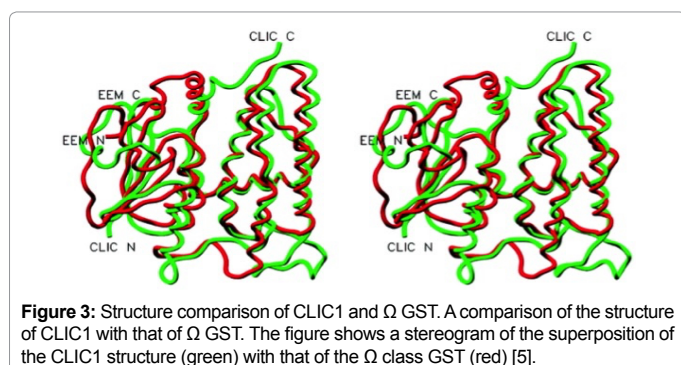 CLIC C CLIC C
EEM C EEM C
EEM N EEM N
CLIC N CLIC N
Figure 3: Structure comparison of CLIC1 and Ω GST. A comparison of the structure
of CLIC1 with that of Ω GST. The figure shows a stereogram of the superposition of
the CLIC1 structure (green) with that of the Ω class GST (red) [5].